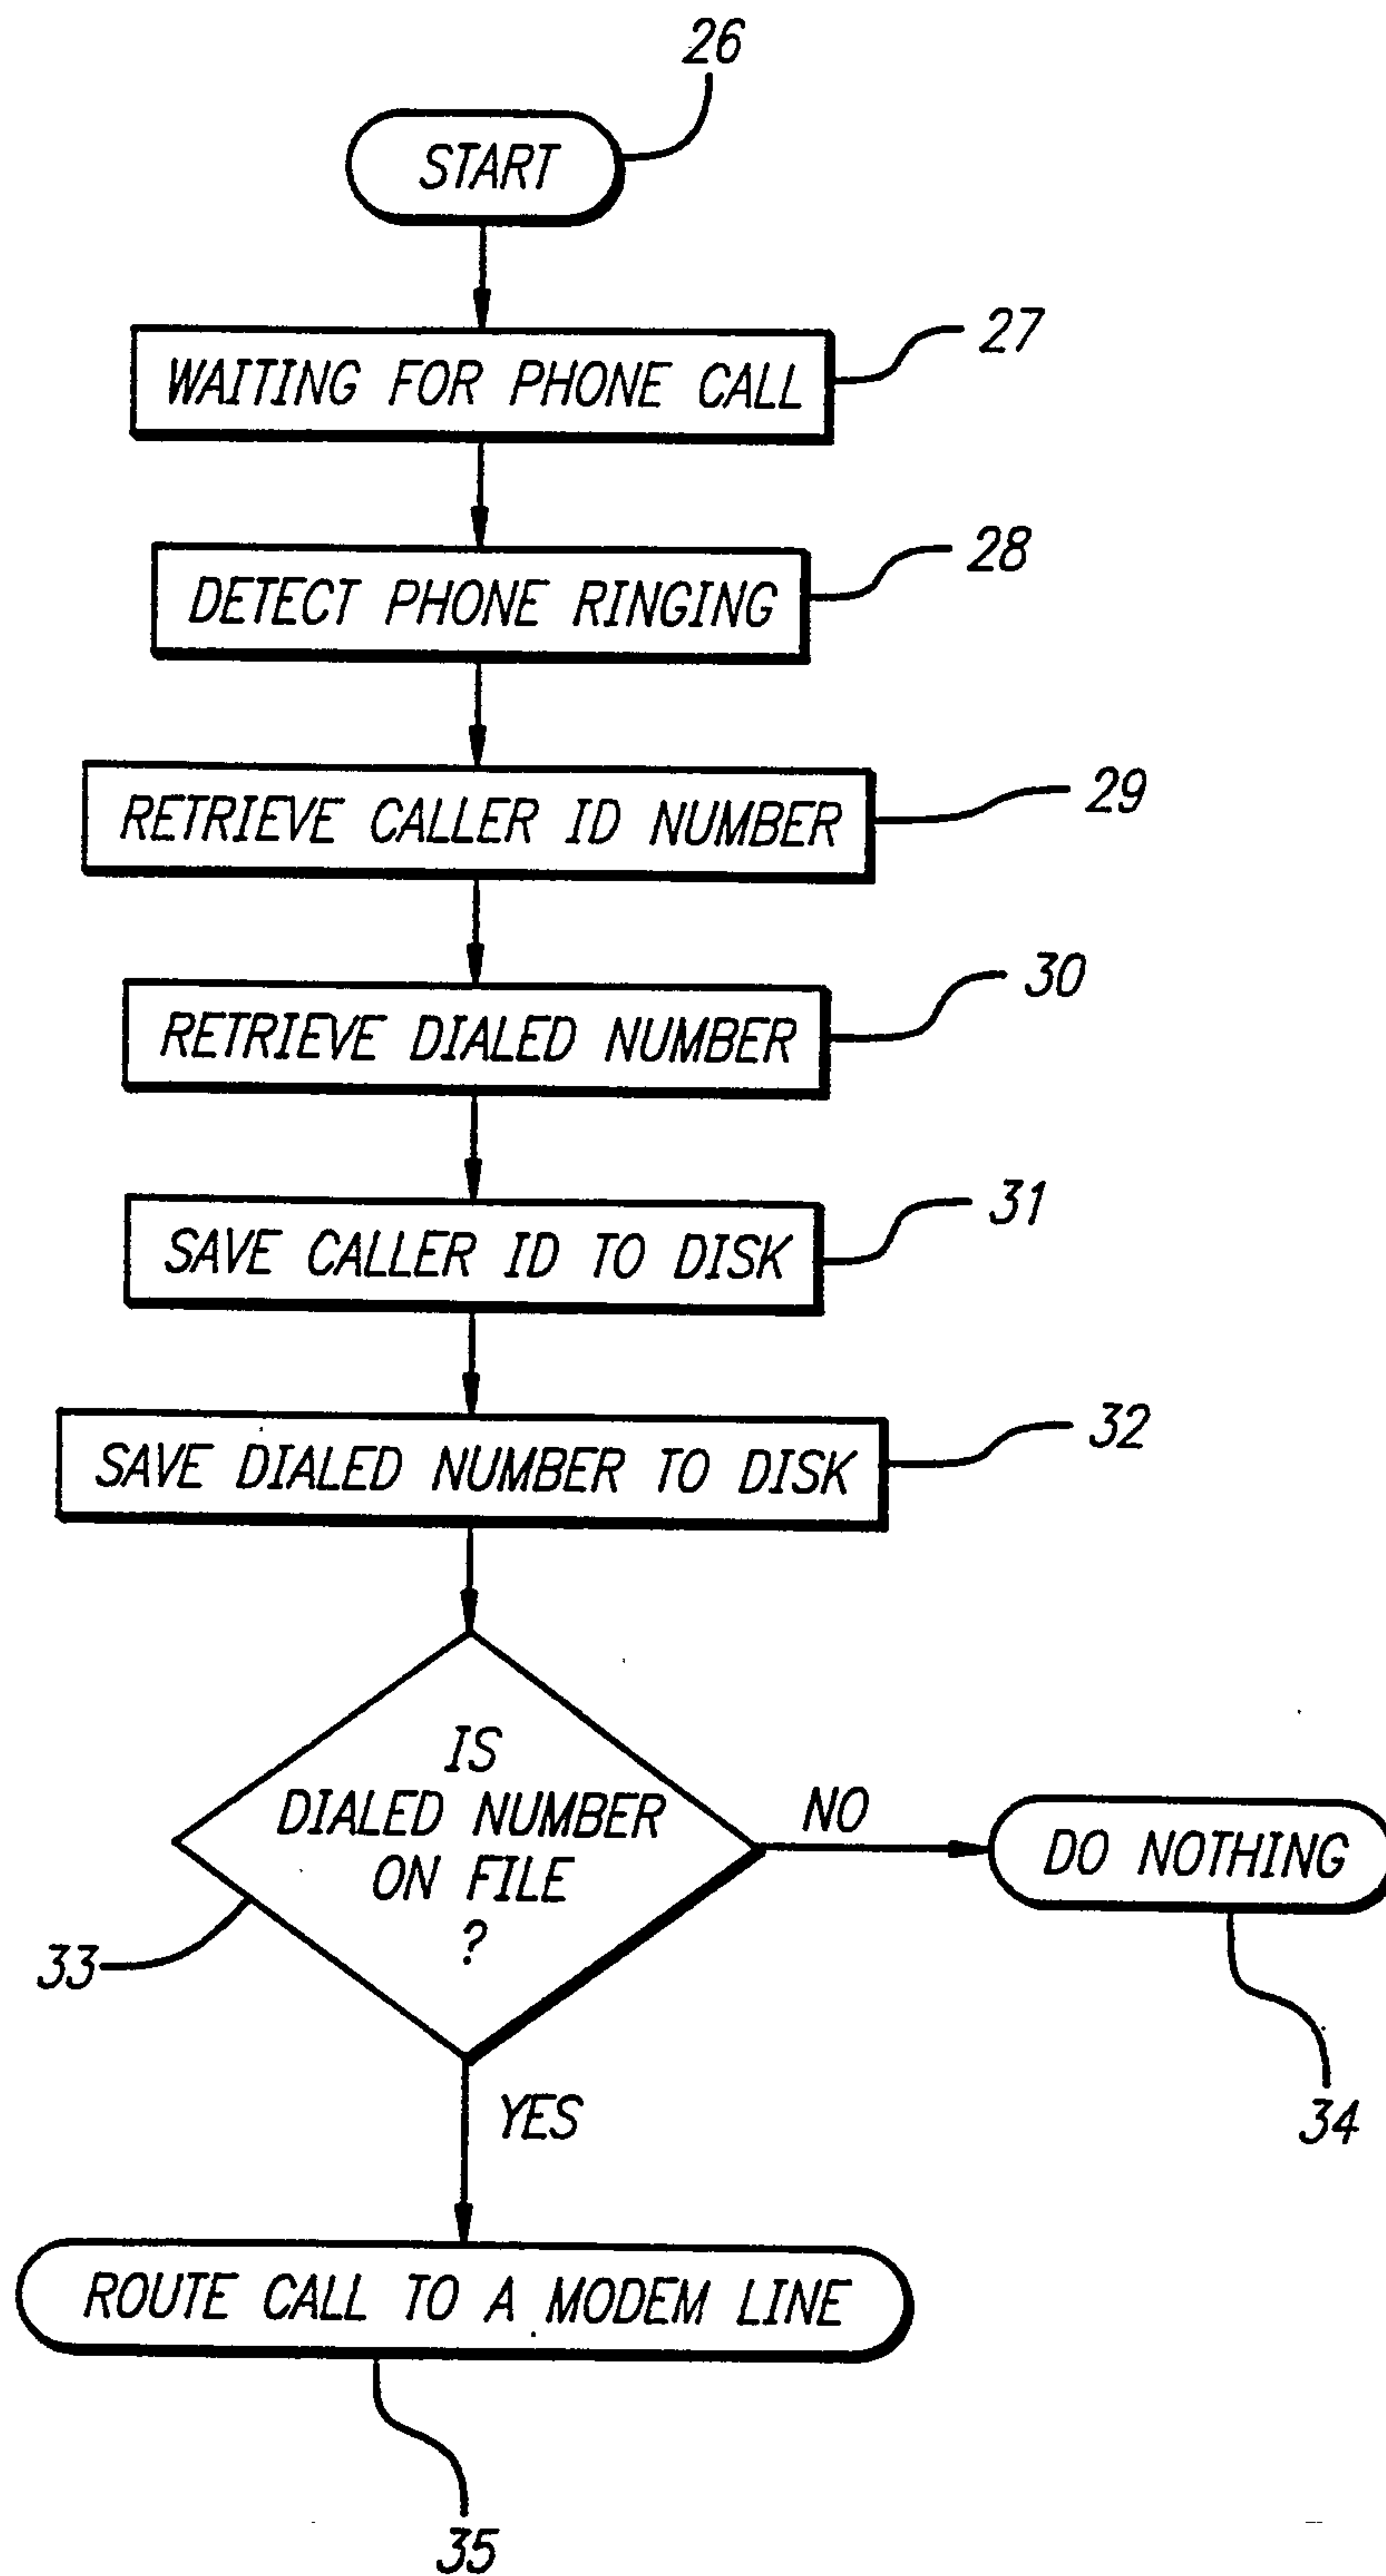 26
START
27
WAITING FOR PHONE CALL
28
DETECT PHONE RINGING
29
RETRIEVE CALLER ID NUMBER
30
RETRIEVE DIALED NUMBER
31
SAVE CALLER ID TO DISK
32
SAVE DIALED NUMBER TO DISK
IS
DIALED NUMBER
ON FILE
?
NO
DO NOTHING
33
34
YES
ROUTE CALL TO A MODEM LINE
35